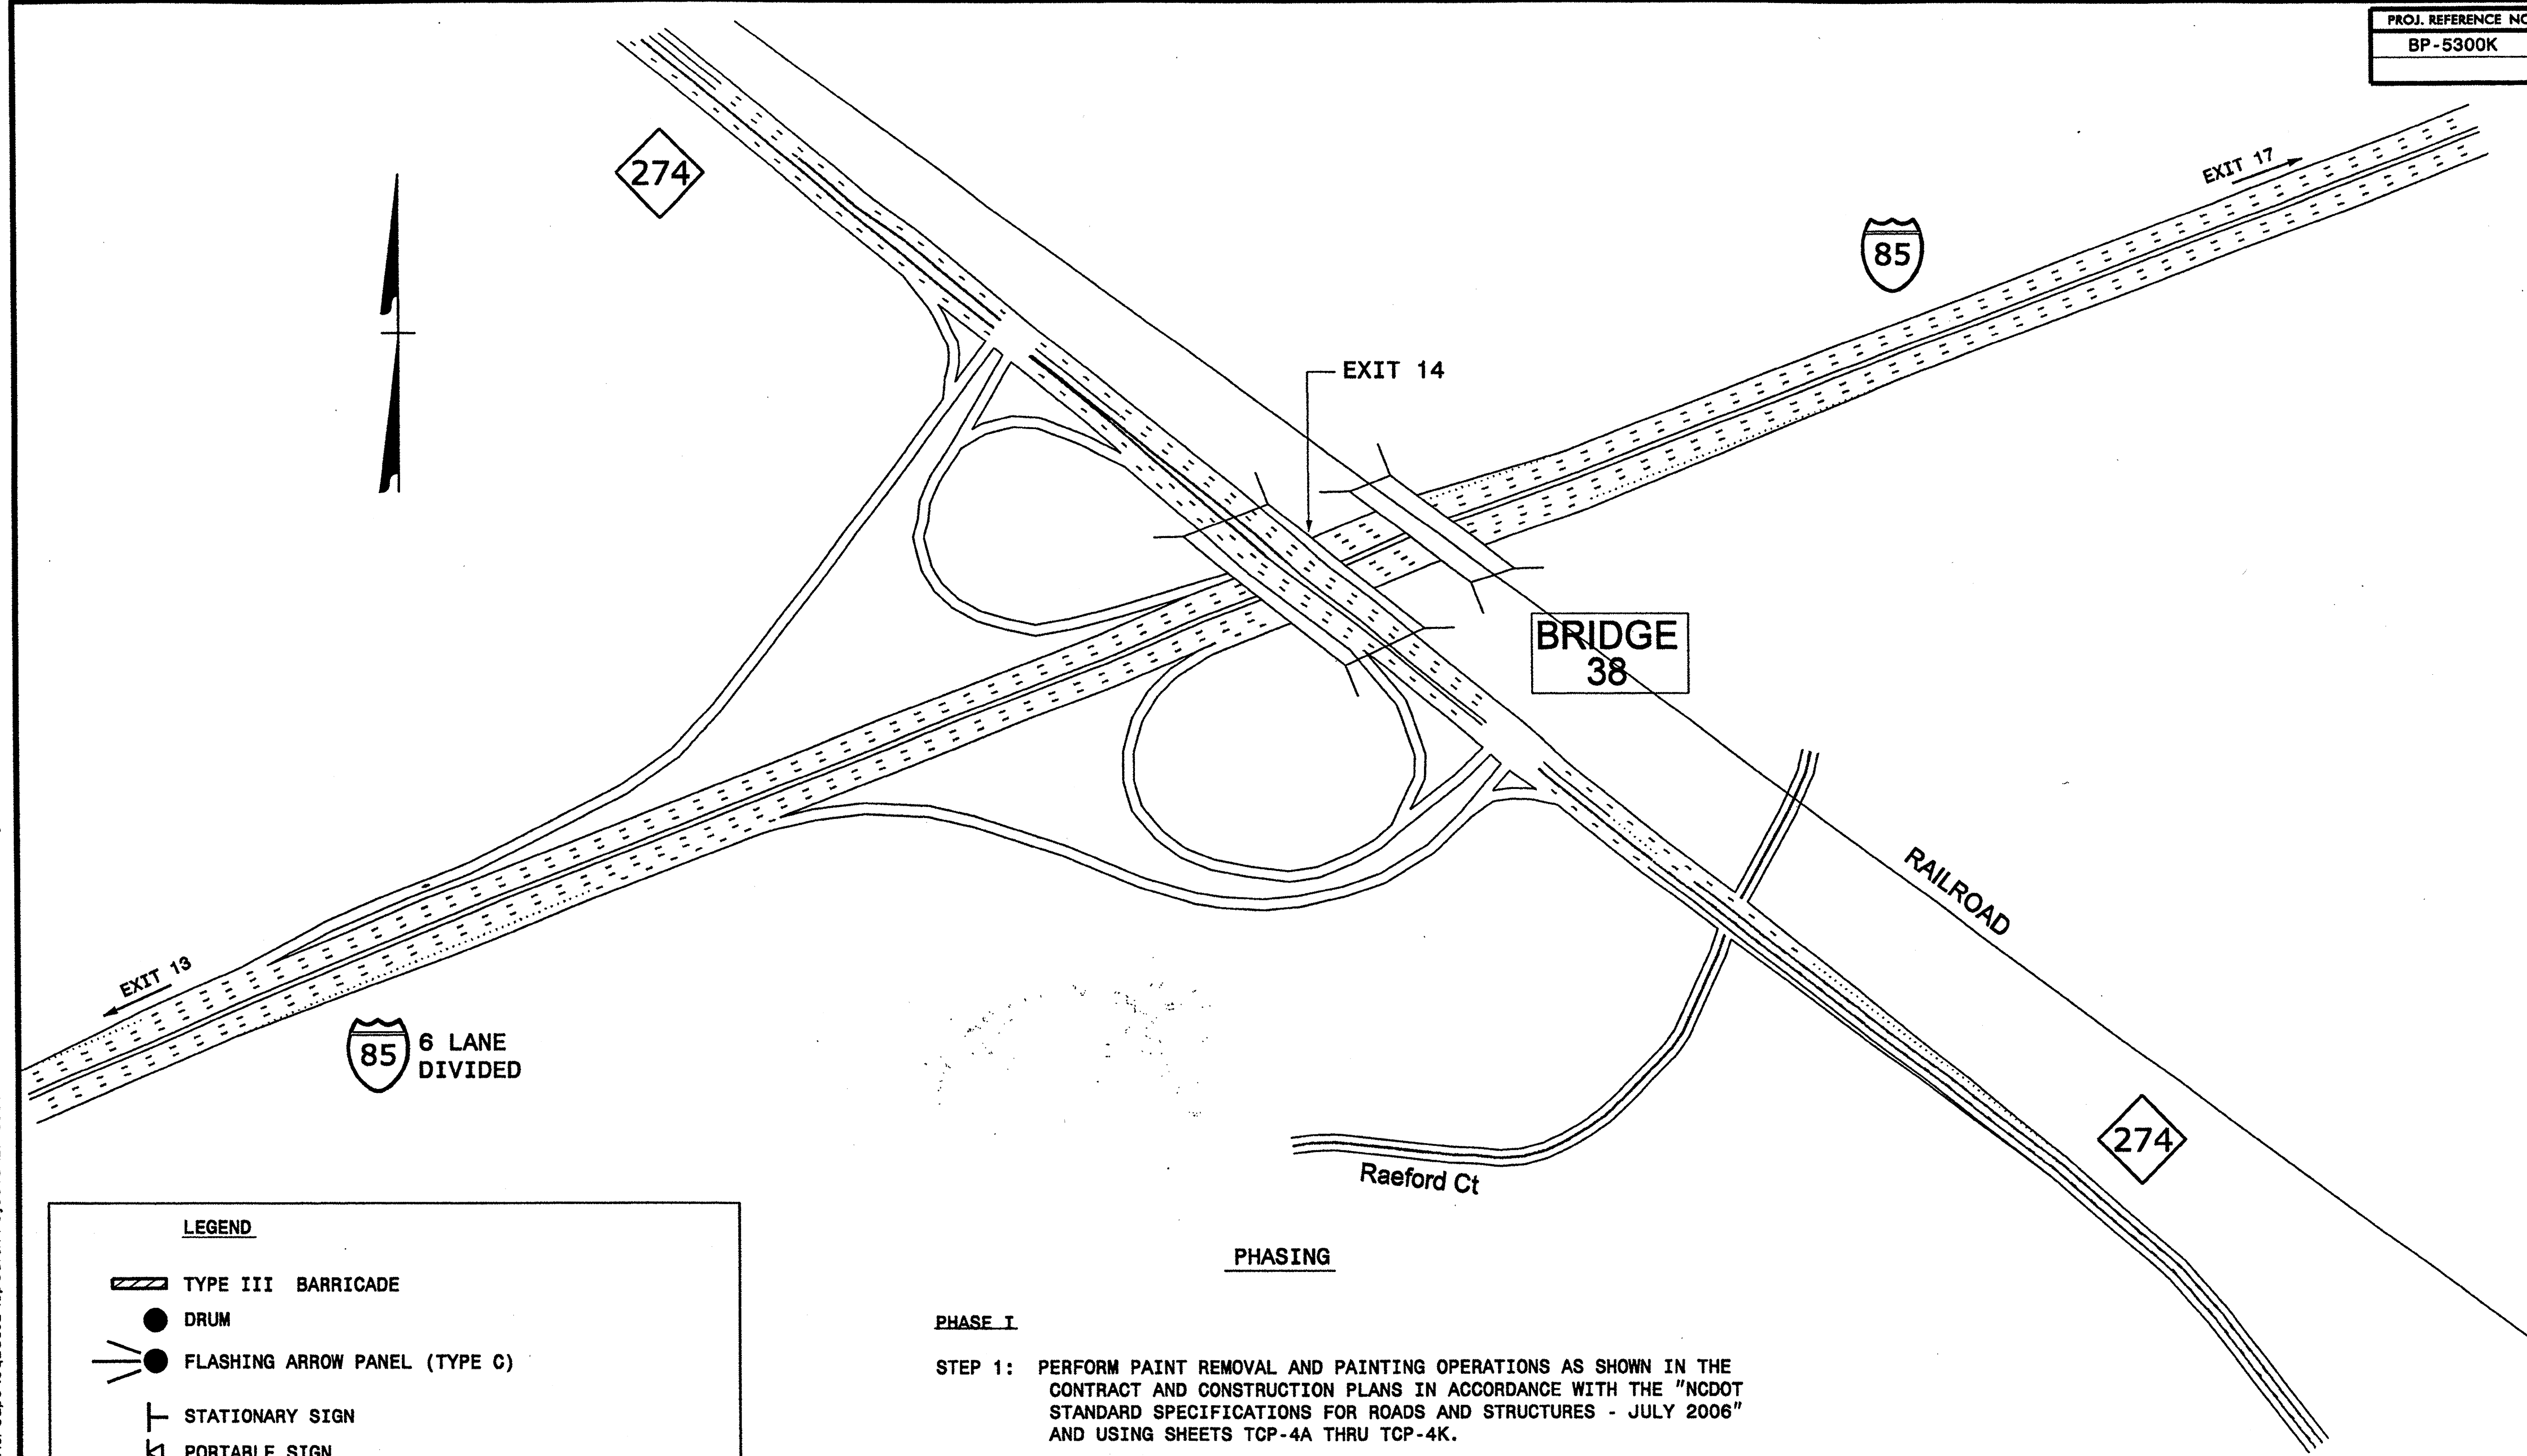 PROJ. REFERENCE NO
BP-5300K
274
EXIT 17
85
EXIT 14
BRIDGE
38
RAILROAD
EXIT 13
85
6 LANE
DIVIDED
274
Raeford Ct
LEGEND
TYPE III BARRICADE
DRUM
FLASHING ARROW PANEL (TYPE C)
STATIONARY SIGN
PORTABLE SIGN
PHASING
PHASE I
STEP 1: PERFORM PAINT REMOVAL AND PAINTING OPERATIONS AS SHOWN IN THE
CONTRACT AND CONSTRUCTION PLANS IN ACCORDANCE WITH THE "NCDOT
STANDARD SPECIFICATIONS FOR ROADS AND STRUCTURES - JULY 2006"
AND USING SHEETS TCP-4A THRU TCP-4K.